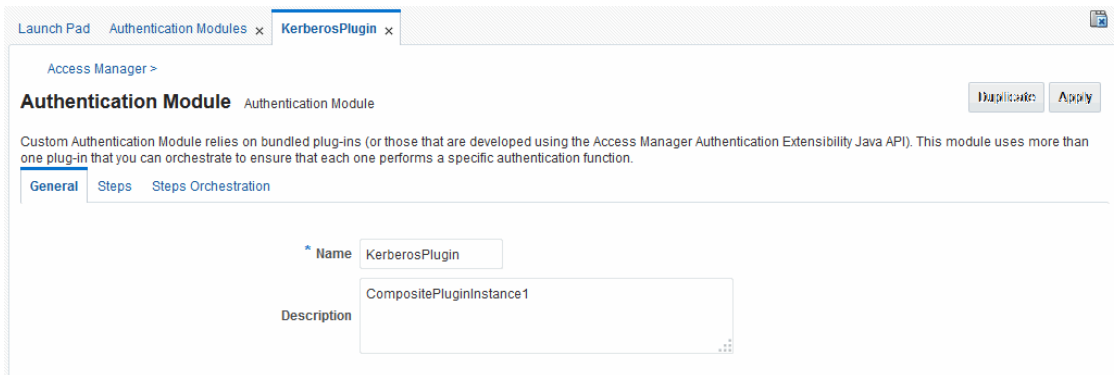 Launch Pad Authentication Modules x KerberosPlugin x
Access Manager >
Authentication Module Authentication Module
Duplicate Apply
Custom Authentication Module relies on bundled plug-ins (or those that are developed using the Access Manager Authentication Extensibility Java API). This module uses more than
one plug-in that you can orchestrate to ensure that each one performs a specific authentication function.
General Steps Steps Orchestration
* Name KerberosPlugin
Description CompositePluginInstance1